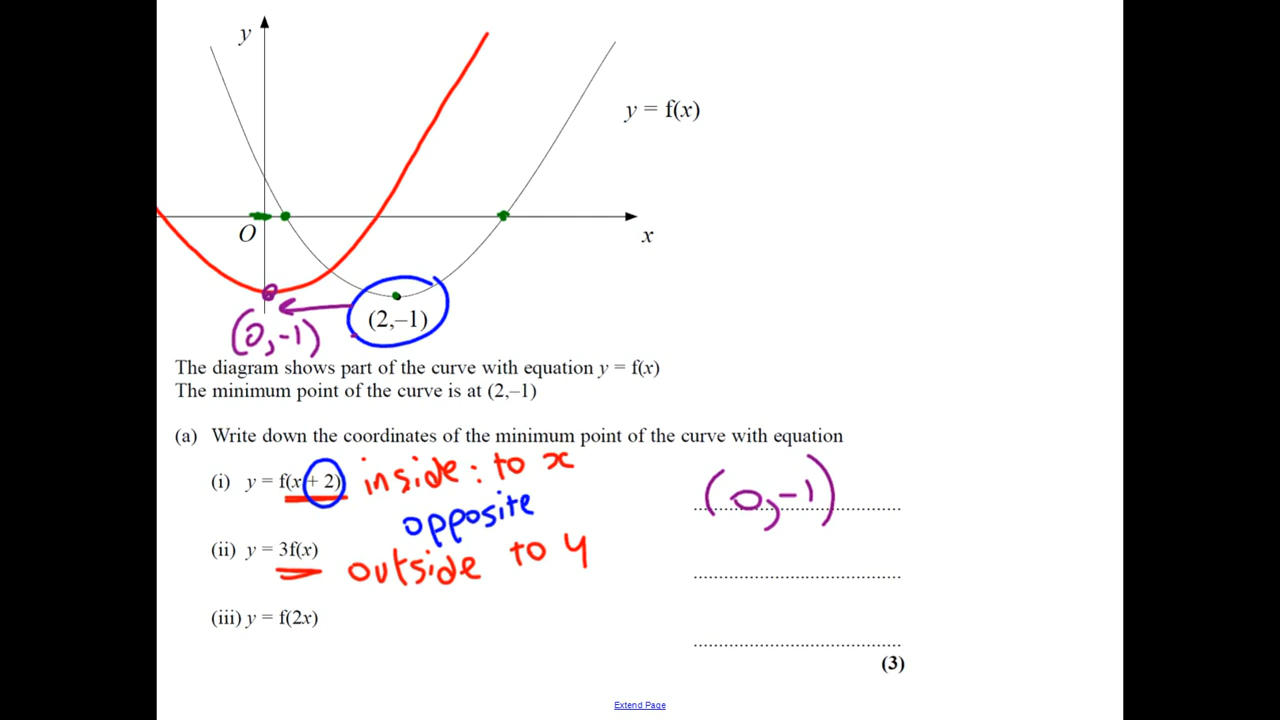 y
y = f(x)
O
x
(2,–1)
(0,-1)
The diagram shows part of the curve with equation y = f(x)
The minimum point of the curve is at (2,–1)
(a) Write down the coordinates of the minimum point of the curve with equation
(i) y = f(x + 2) inside: to x (0,-1)
opposite
(ii) y = 3f(x) outside to y
(iii) y = f(2x)
(3)
Extend Page